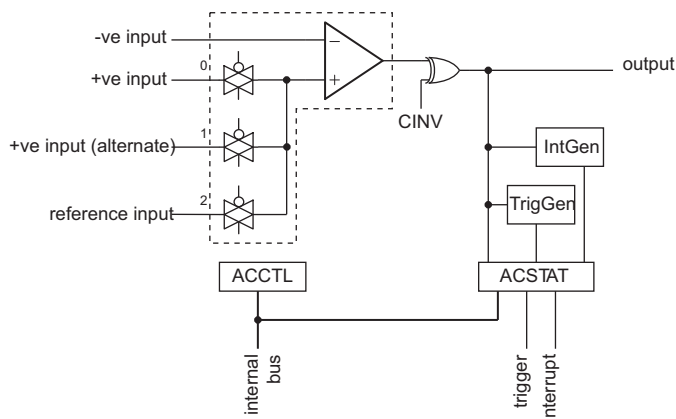 -ve input
+ve input
0
+ve input (alternate)
1
reference input
2
-
+
CINV
output
IntGen
TrigGen
ACCTL
ACSTAT
internal
bus
trigger
nterrupt